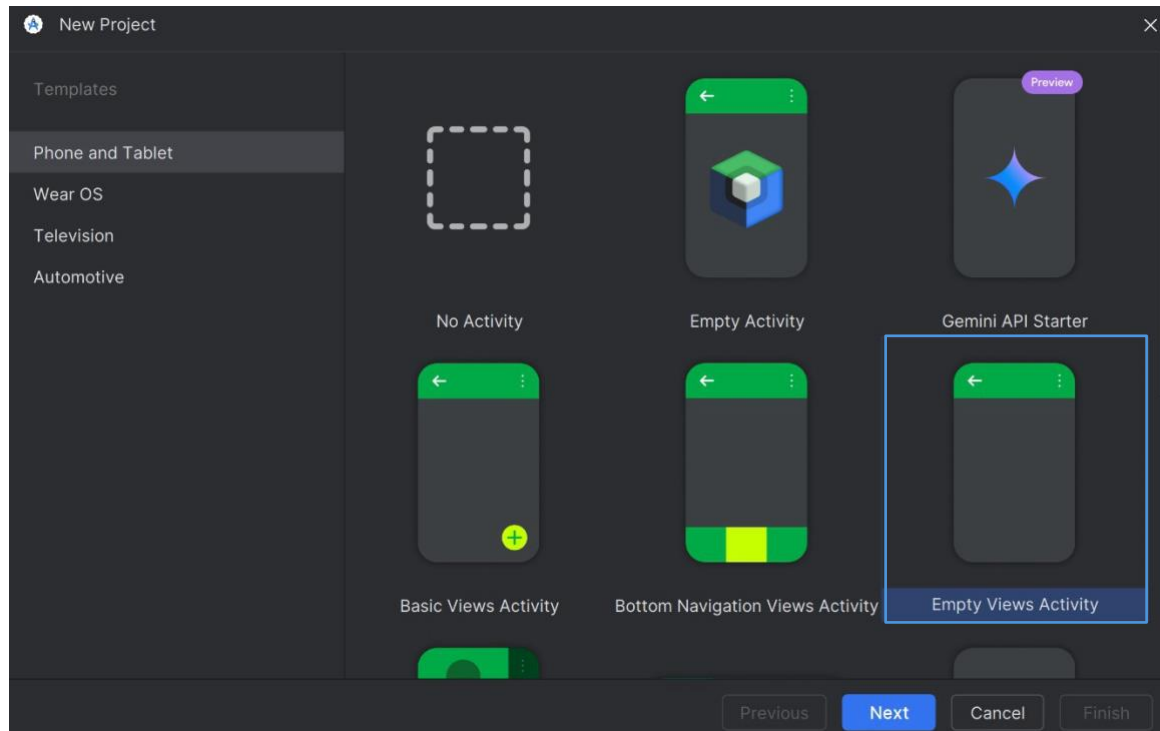 New Project
Templates
Phone and Tablet
Wear OS
Television
Automotive
No Activity
Empty Activity
Preview
Gemini API Starter
Basic Views Activity
Bottom Navigation Views Activity
Empty Views Activity
Previous
Next
Cancel
Finish